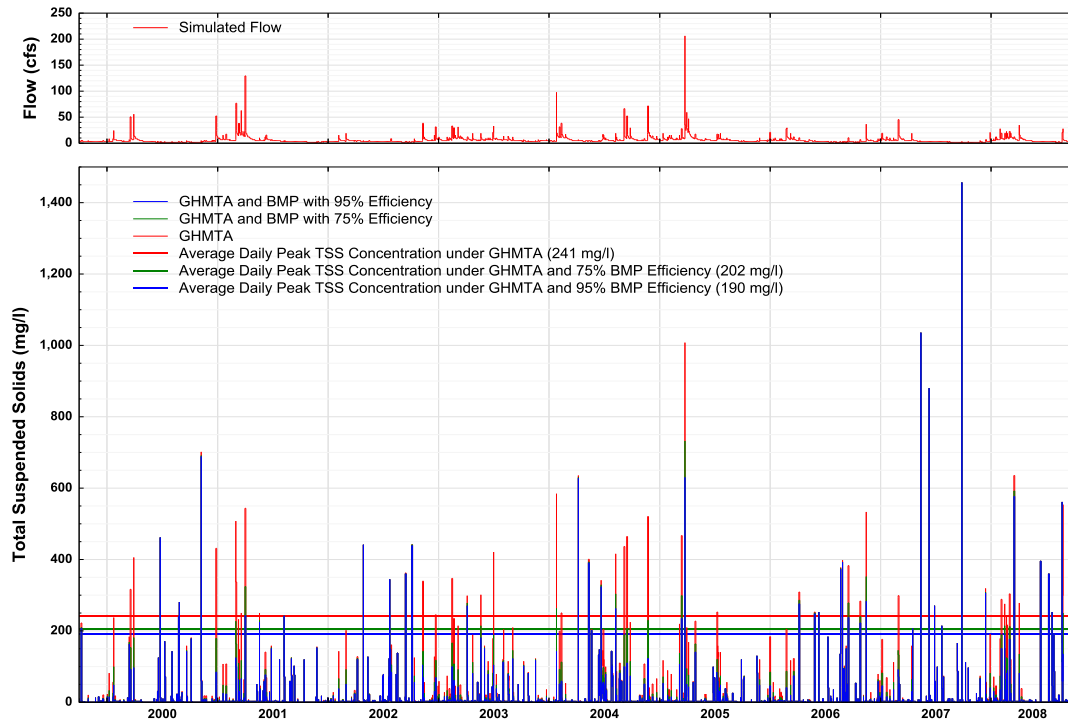 250
200
150
100
50
0
Flow (cfs)
Simulated Flow
1,400
1,200
1,000
800
600
400
200
0
Total Suspended Solids (mg/l)
GHMTA and BMP with 95% Efficiency
GHMTA and BMP with 75% Efficiency
GHMTA
Average Daily Peak TSS Concentration under GHMTA (241 mg/l)
Average Daily Peak TSS Concentration under GHMTA and 75% BMP Efficiency (202 mg/l)
Average Daily Peak TSS Concentration under GHMTA and 95% BMP Efficiency (190 mg/l)
2000 2001 2002 2003 2004 2005 2006 2007 2008